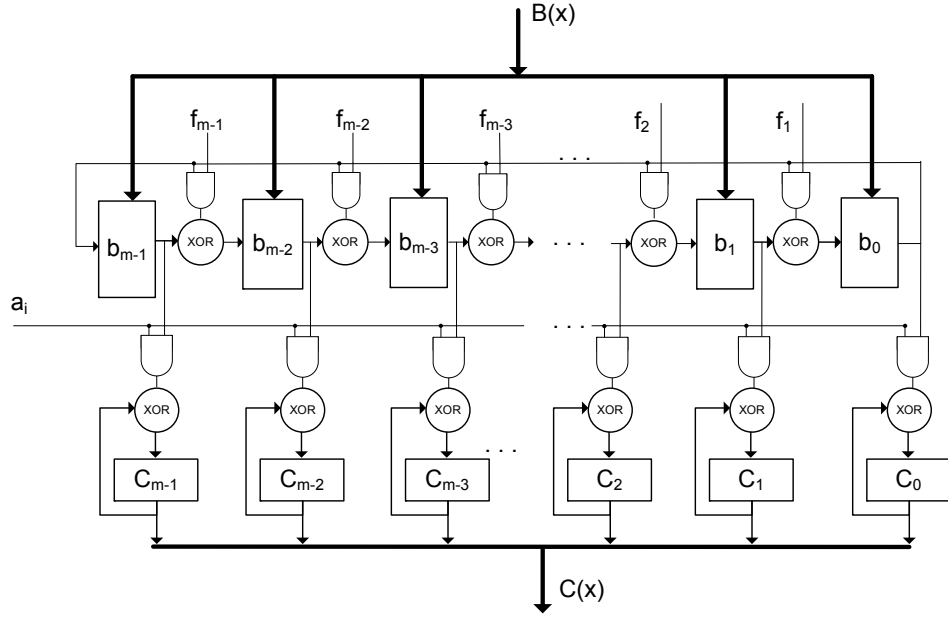 B(x)
f_{m-1} f_{m-2} f_{m-3} f_2 f_1
. . .
b_{m-1} XOR b_{m-2} XOR b_{m-3} XOR . . . XOR b_1 XOR b_0
a_i
. . .
XOR XOR XOR XOR XOR XOR
. . .
C_{m-1} C_{m-2} C_{m-3} C_2 C_1 C_0
C(x)